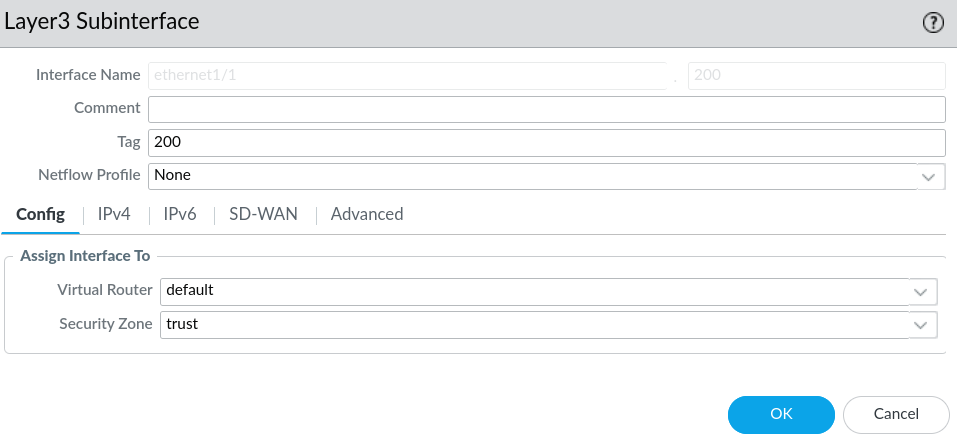 Layer3 Subinterface ?
Interface Name ethernet1/1 . 200
Comment
Tag 200
Netflow Profile None
Config IPv4 IPv6 SD-WAN Advanced
Assign Interface To
Virtual Router default
Security Zone trust
OK Cancel